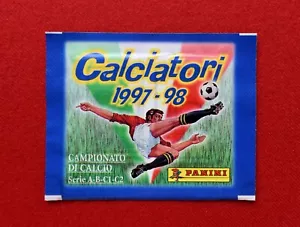 Calciatori
1997-98
CAMPIONATO
DI CALCIO
Serie A-B-C1-C2
PANINI